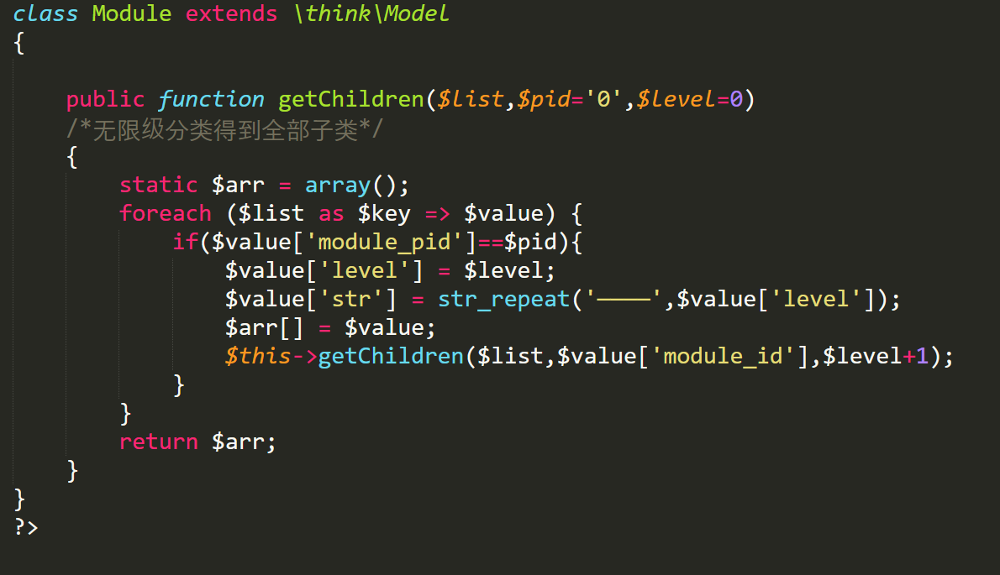 class Module extends \think\Model
{
public function getChildren($list,$pid='0',$level=0)
/*无限级分类得到全部子类*/
{
static $arr = array();
foreach ($list as $key => $value) {
if($value['module_pid']==$pid){
$value['level'] = $level;
$value['str'] = str_repeat('————',$value['level']);
$arr[] = $value;
$this->getChildren($list,$value['module_id'],$level+1);
}
}
return $arr;
}
}
?>